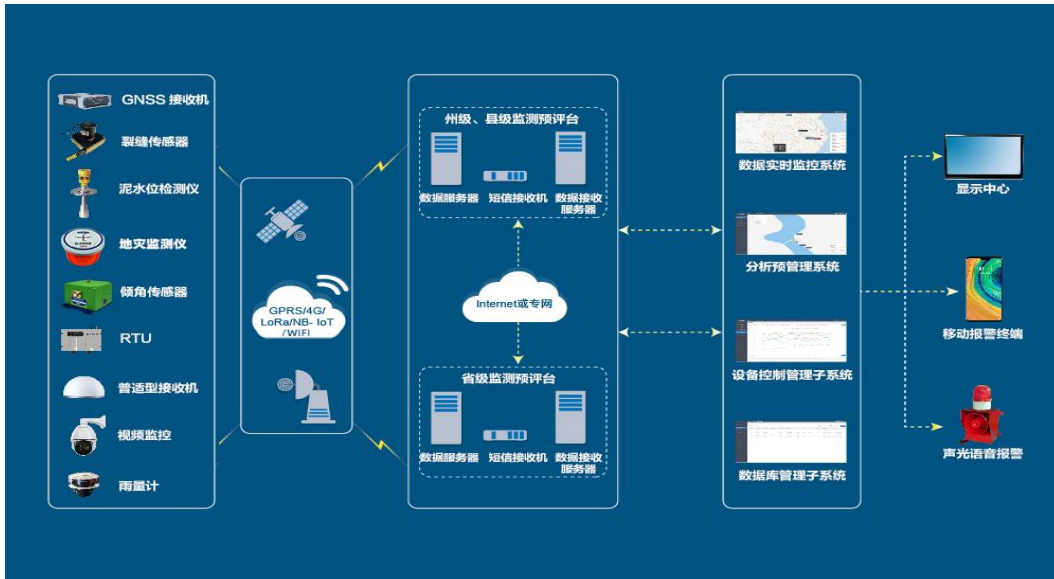 GNSS 接收机
裂缝传感器
泥水位检测仪
地灾监测仪
倾角传感器
RTU
普适型接收机
视频监控
雨量计
GPRS/4G/
LoRa/NB- IoT
/WIFI
州级、县级监测预评台
数据服务器
短信接收机
数据接收
服务器
Internet或专网
省级监测预评台
数据服务器
短信接收机
数据接收
服务器
数据实时监控系统
分析预管理系统
设备控制管理子系统
数据库管理子系统
显示中心
移动报警终端
声光语音报警